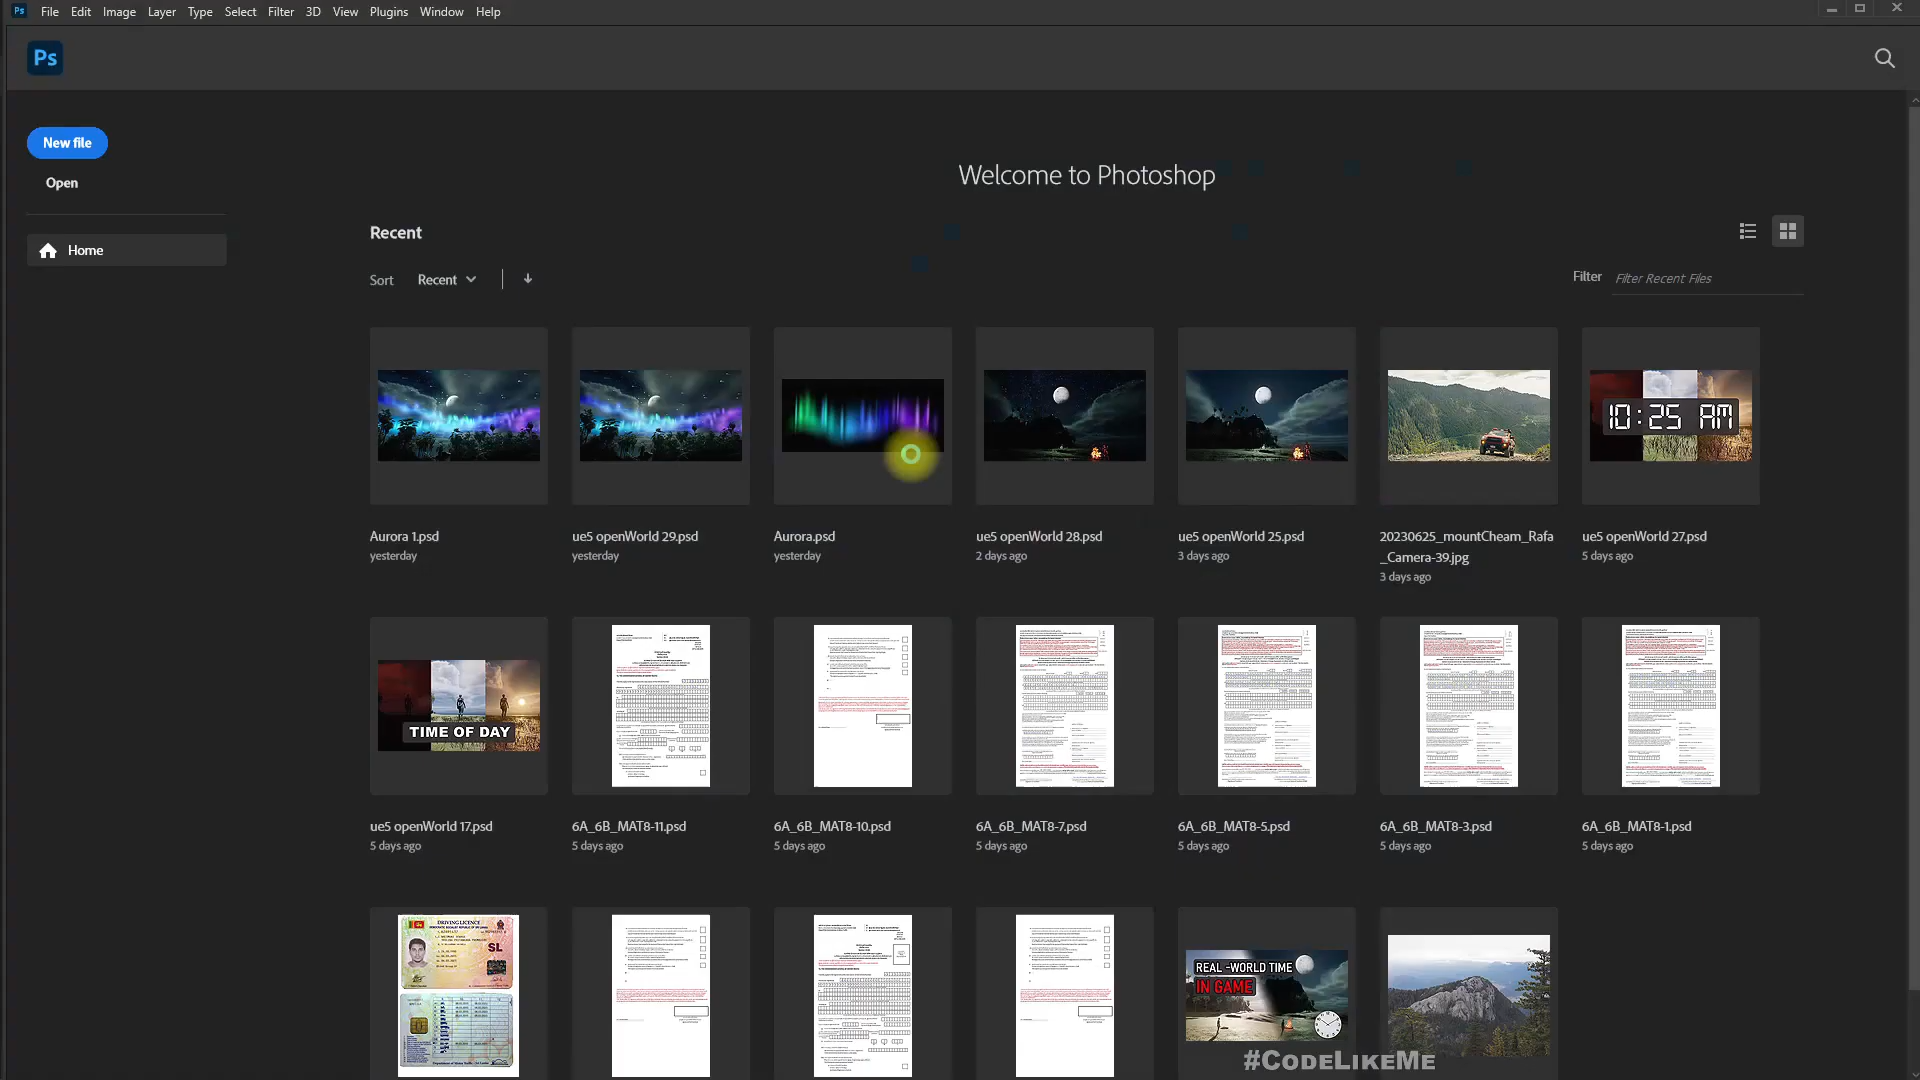 Ps File Edit Image Layer Type Select Filter 3D View Plugins Window Help
Ps
New file
Open
Home
Welcome to Photoshop
Recent
Sort Recent
Filter Filter Recent Files
10:25 AM
Aurora 1.psd
yesterday
ue5 openWorld 29.psd
yesterday
Aurora.psd
yesterday
ue5 openWorld 28.psd
2 days ago
ue5 openWorld 25.psd
3 days ago
20230625_mountCheam_Rafa
_Camera-39.jpg
3 days ago
ue5 openWorld 27.psd
5 days ago
TIME OF DAY
ue5 openWorld 17.psd
5 days ago
6A_6B_MAT8-11.psd
5 days ago
6A_6B_MAT8-10.psd
5 days ago
6A_6B_MAT8-7.psd
5 days ago
6A_6B_MAT8-5.psd
5 days ago
6A_6B_MAT8-3.psd
5 days ago
6A_6B_MAT8-1.psd
5 days ago
DRIVING LICENCE
SL
REAL -WORLD TIME
IN GAME
#CodeLikeMe